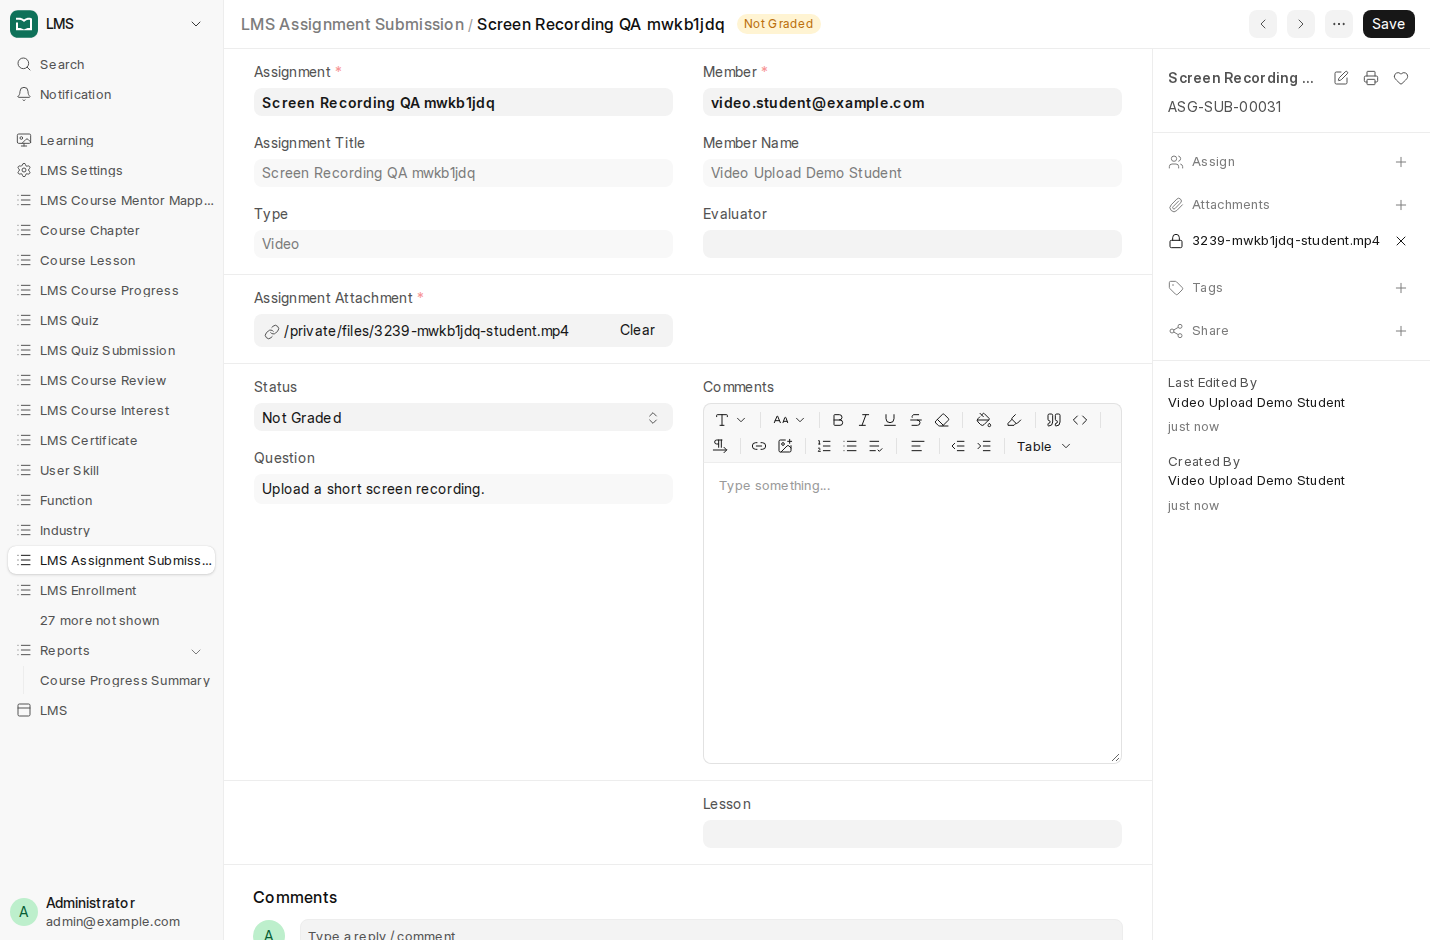 LMS
LMS Assignment Submission / Screen Recording QA mwkb1jdq Not Graded
Save
Search
Notification
Learning
LMS Settings
LMS Course Mentor Mapp...
Course Chapter
Course Lesson
LMS Course Progress
LMS Quiz
LMS Quiz Submission
LMS Course Review
LMS Course Interest
LMS Certificate
User Skill
Function
Industry
LMS Assignment Submiss...
LMS Enrollment
27 more not shown
Reports
Course Progress Summary
LMS
A
Administrator
admin@example.com
Assignment *
Screen Recording QA mwkb1jdq
Assignment Title
Screen Recording QA mwkb1jdq
Type
Video
Member *
video.student@example.com
Member Name
Video Upload Demo Student
Evaluator
Assignment Attachment *
/private/files/3239-mwkb1jdq-student.mp4 Clear
Status
Not Graded
Question
Upload a short screen recording.
Comments
Table
Type something...
Lesson
Comments
A
Type a reply / comment
Screen Recording ...
ASG-SUB-00031
Assign
Attachments
3239-mwkb1jdq-student.mp4
Tags
Share
Last Edited By
Video Upload Demo Student
just now
Created By
Video Upload Demo Student
just now